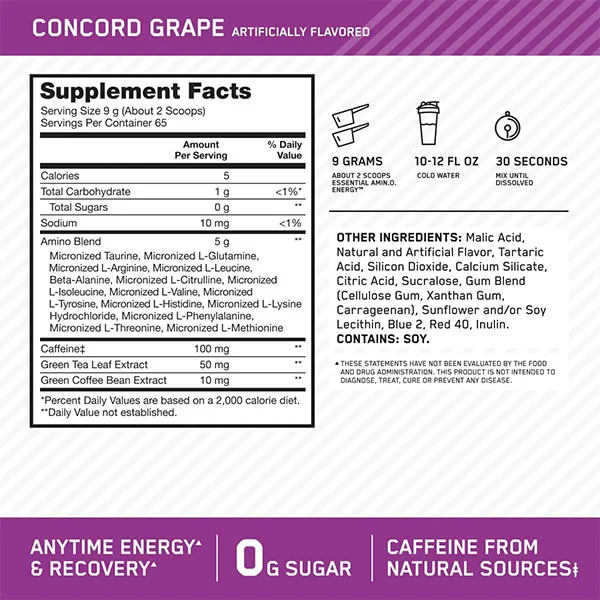 CONCORD GRAPE ARTIFICIALLY FLAVORED
Supplement Facts
Serving Size 9 g (About 2 Scoops)
Servings Per Container 65
Amount Per Serving % Daily Value
Calories 5
Total Carbohydrate 1 g <1%*
Total Sugars 0 g **
Sodium 10 mg <1%
Amino Blend 5 g **
Micronized Taurine, Micronized L-Glutamine,
Micronized L-Arginine, Micronized L-Leucine,
Beta-Alanine, Micronized L-Citrulline, Micronized
L-Isoleucine, Micronized L-Valine, Micronized
L-Tyrosine, Micronized L-Histidine, Micronized L-Lysine
Hydrochloride, Micronized L-Phenylalanine,
Micronized L-Threonine, Micronized L-Methionine
Caffeine‡ 100 mg **
Green Tea Leaf Extract 50 mg **
Green Coffee Bean Extract 10 mg **
*Percent Daily Values are based on a 2,000 calorie diet.
**Daily Value not established.
9 GRAMS
ABOUT 2 SCOOPS
ESSENTIAL AMIN.O.
ENERGY™
10-12 FL OZ
COLD WATER
30 SECONDS
MIX UNTIL
DISSOLVED
OTHER INGREDIENTS: Malic Acid,
Natural and Artificial Flavor, Tartaric
Acid, Silicon Dioxide, Calcium Silicate,
Citric Acid, Sucralose, Gum Blend
(Cellulose Gum, Xanthan Gum,
Carrageenan), Sunflower and/or Soy
Lecithin, Blue 2, Red 40, Inulin.
CONTAINS: SOY.
▲ THESE STATEMENTS HAVE NOT BEEN EVALUATED BY THE FOOD
AND DRUG ADMINISTRATION. THIS PRODUCT IS NOT INTENDED TO
DIAGNOSE, TREAT, CURE OR PREVENT ANY DISEASE.
ANYTIME ENERGY▲
& RECOVERY▲
0G SUGAR
CAFFEINE FROM
NATURAL SOURCES‡